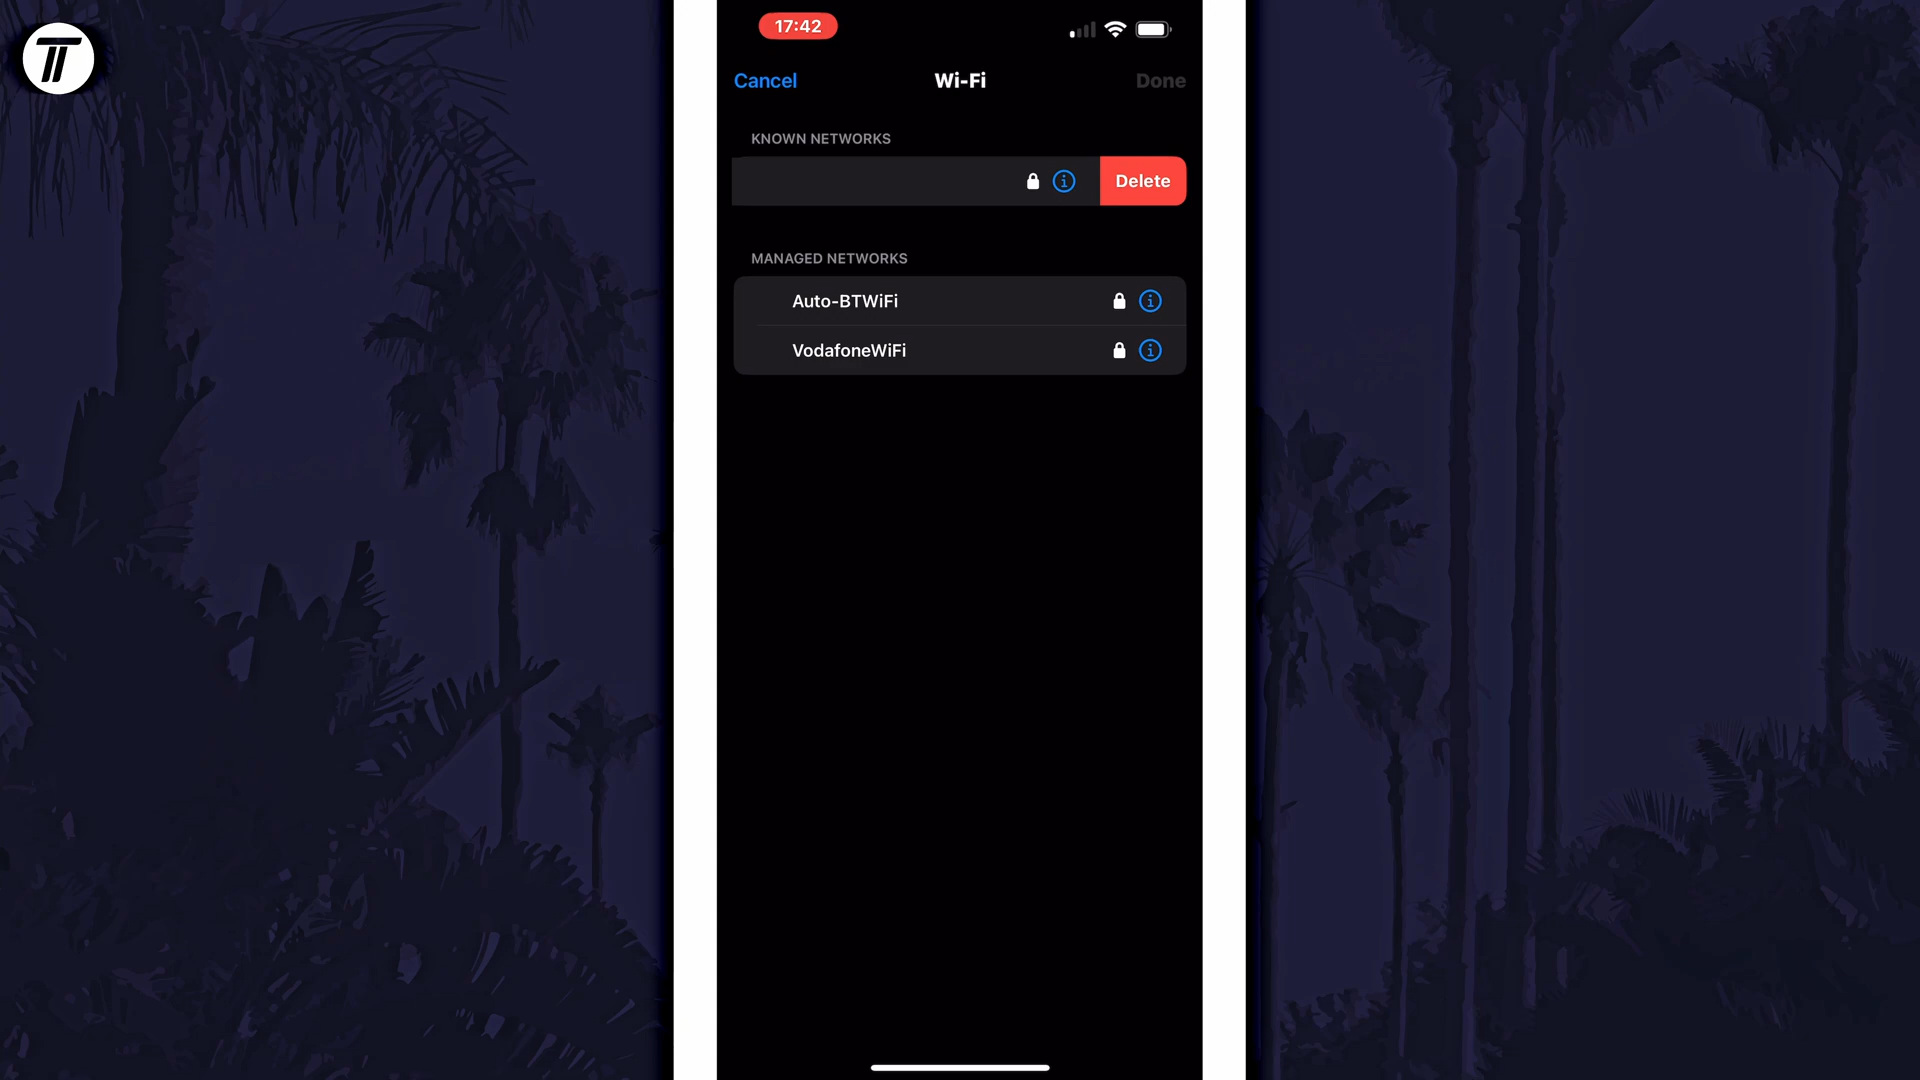 17:42
Cancel
Wi-Fi
Done
KNOWN NETWORKS
Delete
MANAGED NETWORKS
Auto-BTWiFi
VodafoneWiFi